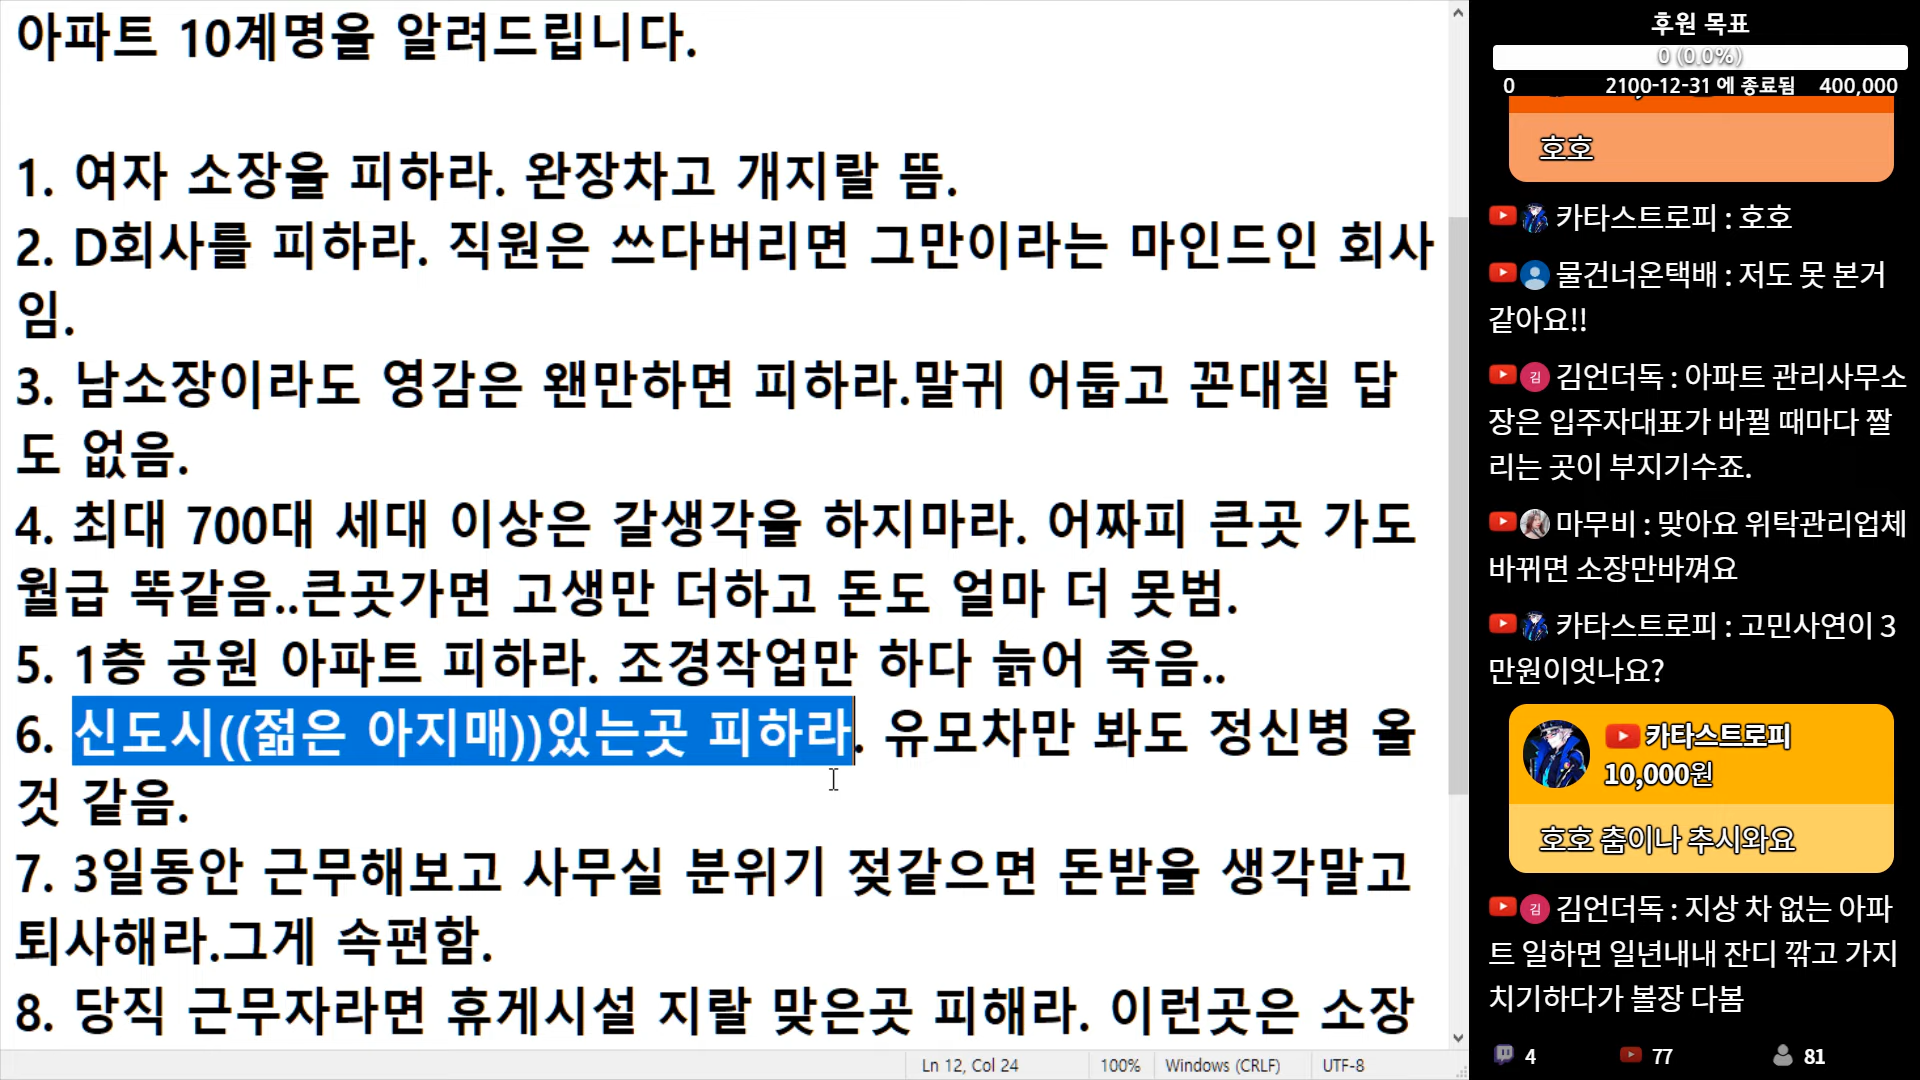 아파트 10계명을 알려드립니다.
1. 여자 소장을 피하라. 완장차고 개지랄 뜸.
2. D회사를 피하라. 직원은 쓰다버리면 그만이라는 마인드인 회사
임.
3. 남소장이라도 영감은 왠만하면 피하라.말귀 어둡고 꼰대질 답
도 없음.
4. 최대 700대 세대 이상은 갈생각을 하지마라. 어짜피 큰곳 가도
월급 똑같음..큰곳가면 고생만 더하고 돈도 얼마 더 못범.
5. 1층 공원 아파트 피하라. 조경작업만 하다 늙어 죽음..
6. 신도시((젊은 아지매))있는곳 피하라. 유모차만 봐도 정신병 올
것 같음.
7. 3일동안 근무해보고 사무실 분위기 젖같으면 돈받을 생각말고
퇴사해라.그게 속편함.
8. 당직 근무자라면 휴게시설 지랄 맞은곳 피해라. 이런곳은 소장
Ln 12, Col 24
100%
Windows (CRLF)
UTF-8
후원 목표
0 (0.0%)
0 2100-12-31 에 종료됨 400,000
호호
카타스트로피 : 호호
물건너온택배 : 저도 못 본거
같아요!!
김 김언더독 : 아파트 관리사무소
장은 입주자대표가 바뀔 때마다 짤
리는 곳이 부지기수죠.
마무비 : 맞아요 위탁관리업체
바뀌면 소장만바껴요
카타스트로피 : 고민사연이 3
만원이엇나요?
카타스트로피
10,000원
호호 춤이나 추시와요
김 김언더독 : 지상 차 없는 아파
트 일하면 일년내내 잔디 깎고 가지
치기하다가 볼장 다봄
4 77 81